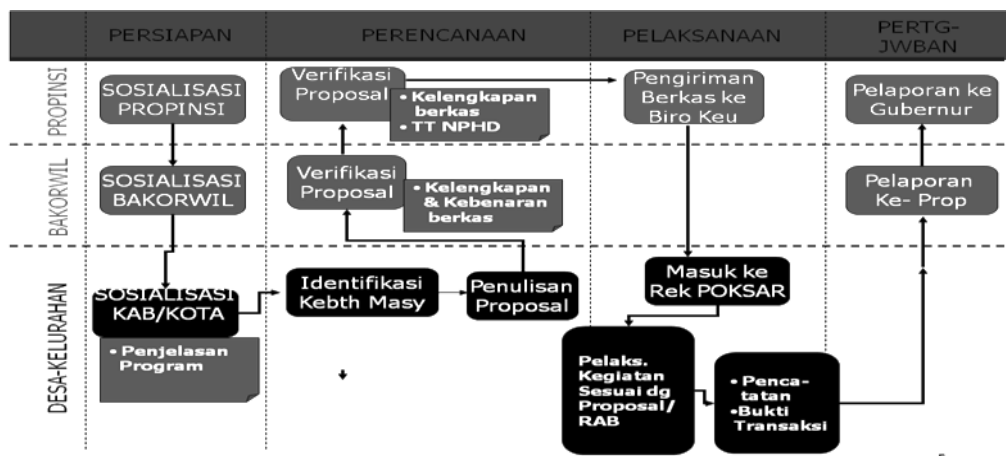 PERSIAPAN
PERENCANAAN
PELAKSANAAN
PERTG-
JWBAN
PROPINSI
SOSIALISASI
PROPINSI
Verifikasi
Proposal
• Kelengkapan
berkas
• TT NPHD
Pengiriman
Berkas ke
Biro Keu
Pelaporan ke
Gubernur
BAKORWIL
SOSIALISASI
BAKORWIL
Verifikasi
Proposal
• Kelengkapan
& Kebenaran
berkas
Pelaporan
Ke- Prop
DESA-KELURAHAN
SOSIALISASI
KAB/KOTA
• Penjelasan
Program
Identifikasi
Kebth Masy
Penulisan
Proposal
Masuk ke
Rek POKSAR
Pelaks.
Kegiatan
Sesuai dg
Proposal/
RAB
• Penca-
tatan
•Bukti
Transaksi